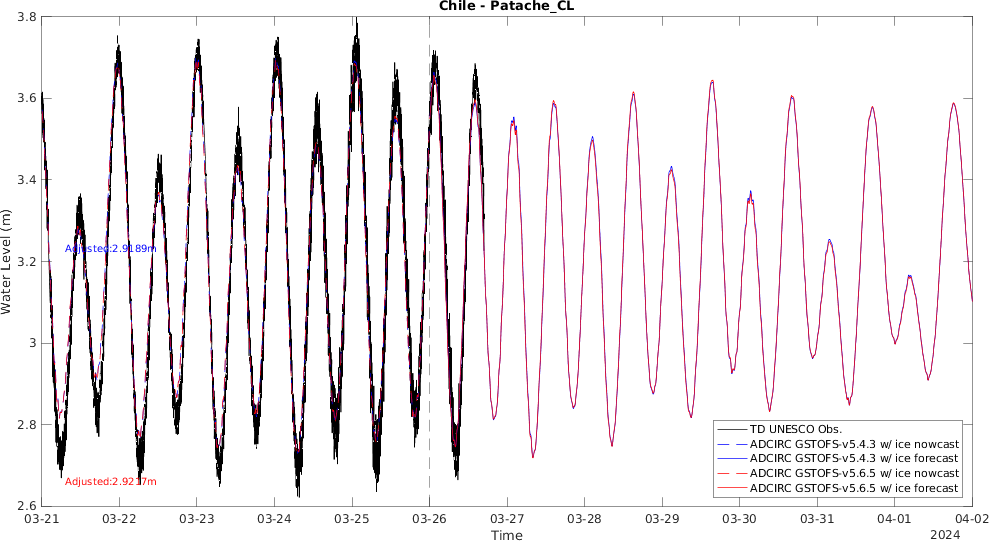 Chile - Patache_CL
3.8
3.6
3.4
3.2
3
2.8
2.6
Water Level (m)
Adjusted:2.9189m
Adjusted:2.9217m
TD UNESCO Obs.
ADCIRC GSTOFS-v5.4.3 w/ ice nowcast
ADCIRC GSTOFS-v5.4.3 w/ ice forecast
ADCIRC GSTOFS-v5.6.5 w/ ice nowcast
ADCIRC GSTOFS-v5.6.5 w/ ice forecast
03-21 03-22 03-23 03-24 03-25 03-26 03-27 03-28 03-29 03-30 03-31 04-01 04-02
Time
2024